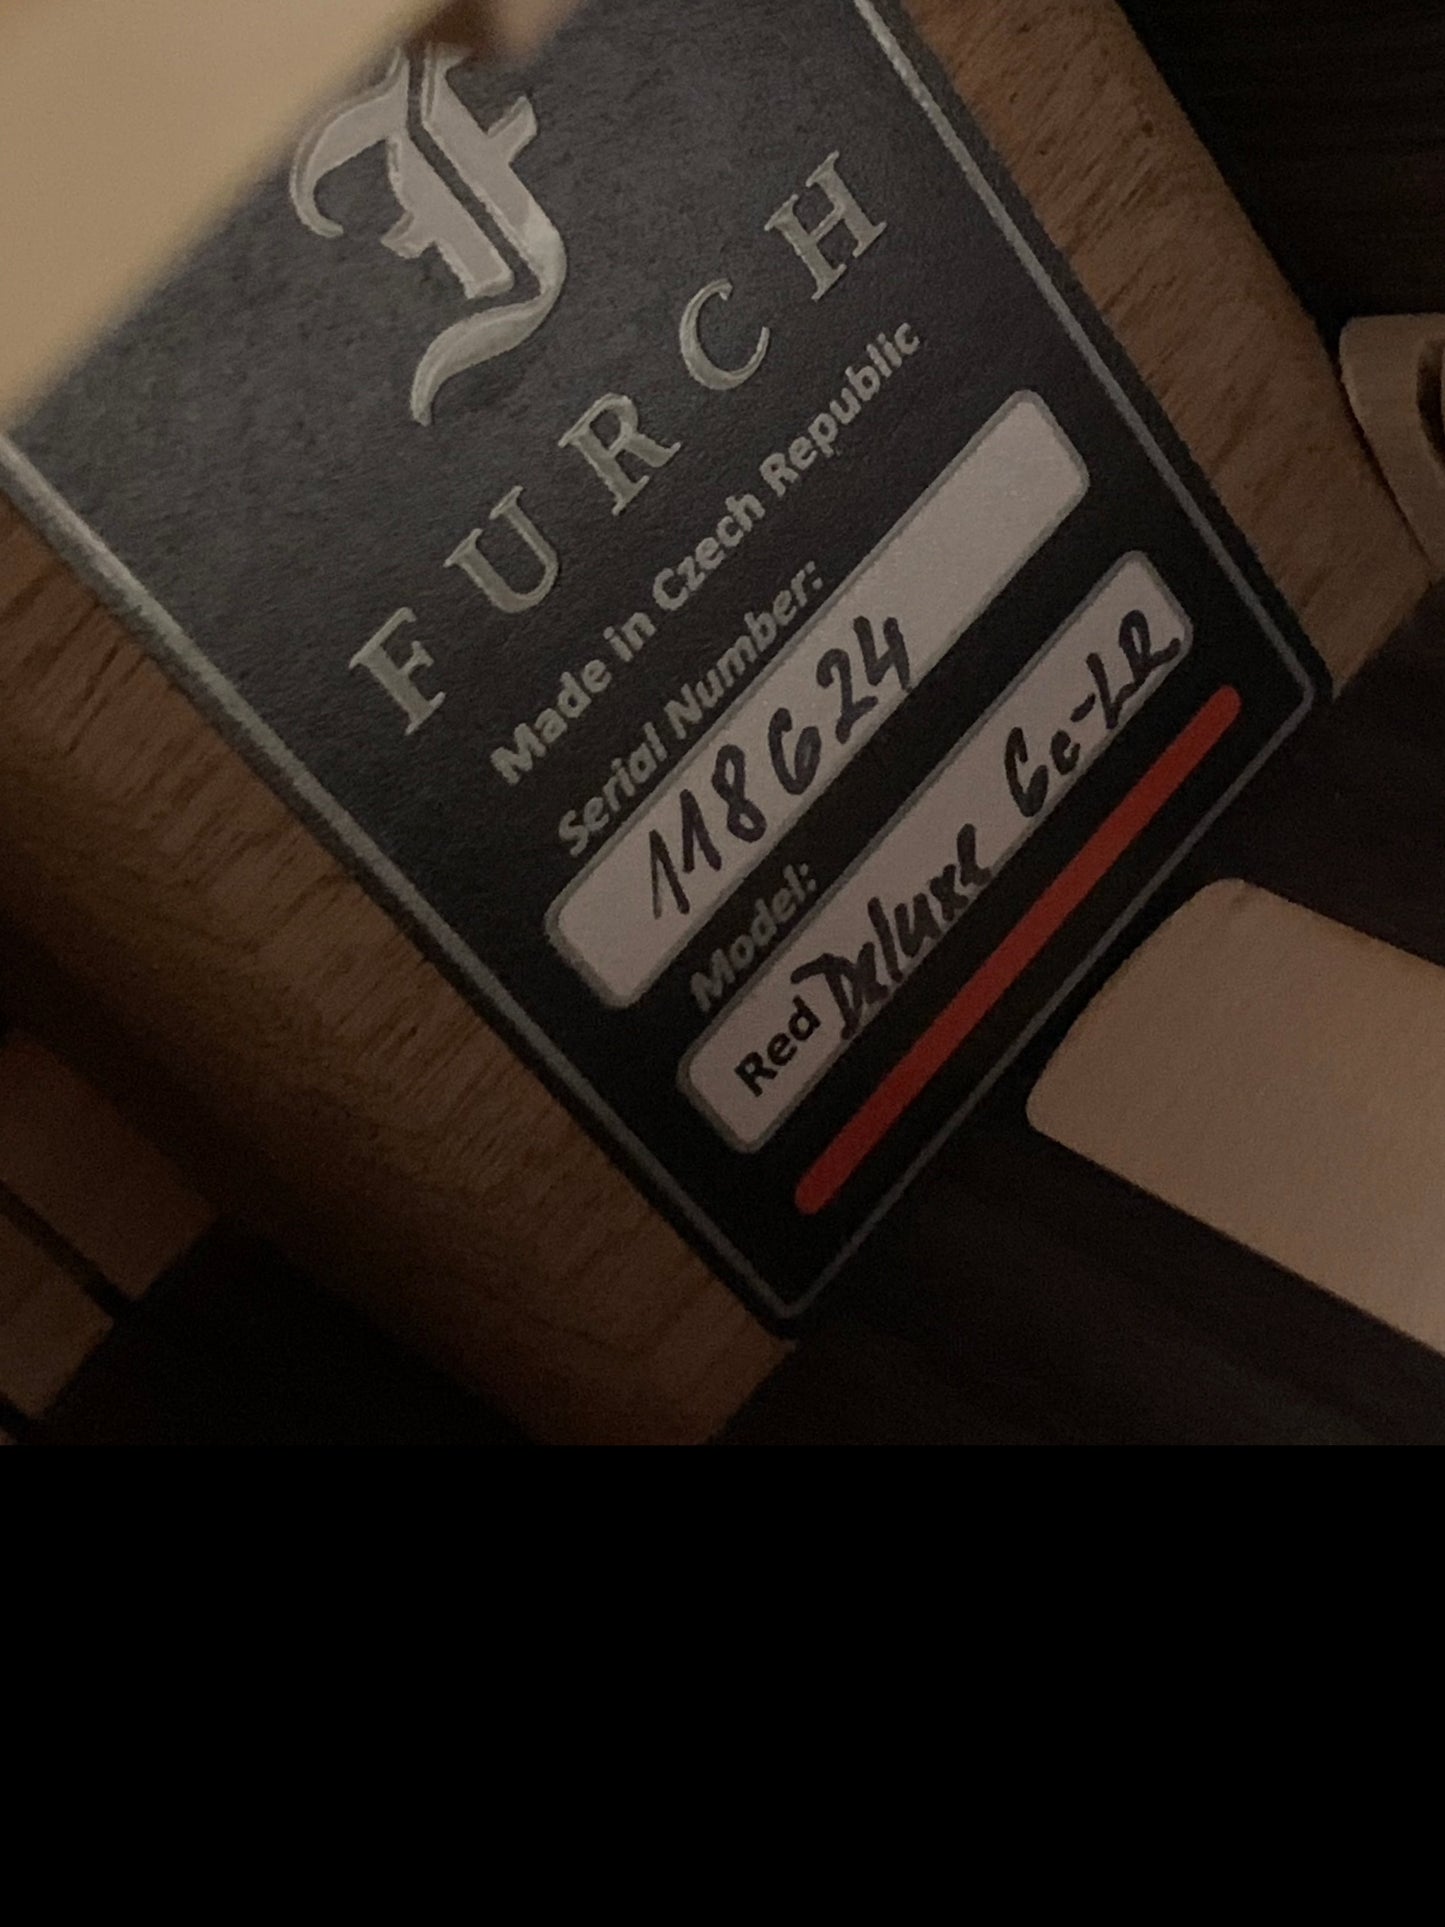 F
FURCH
Made in Czech Republic
Serial Number:
118624
Model:
Red Deluxe Gc-LR